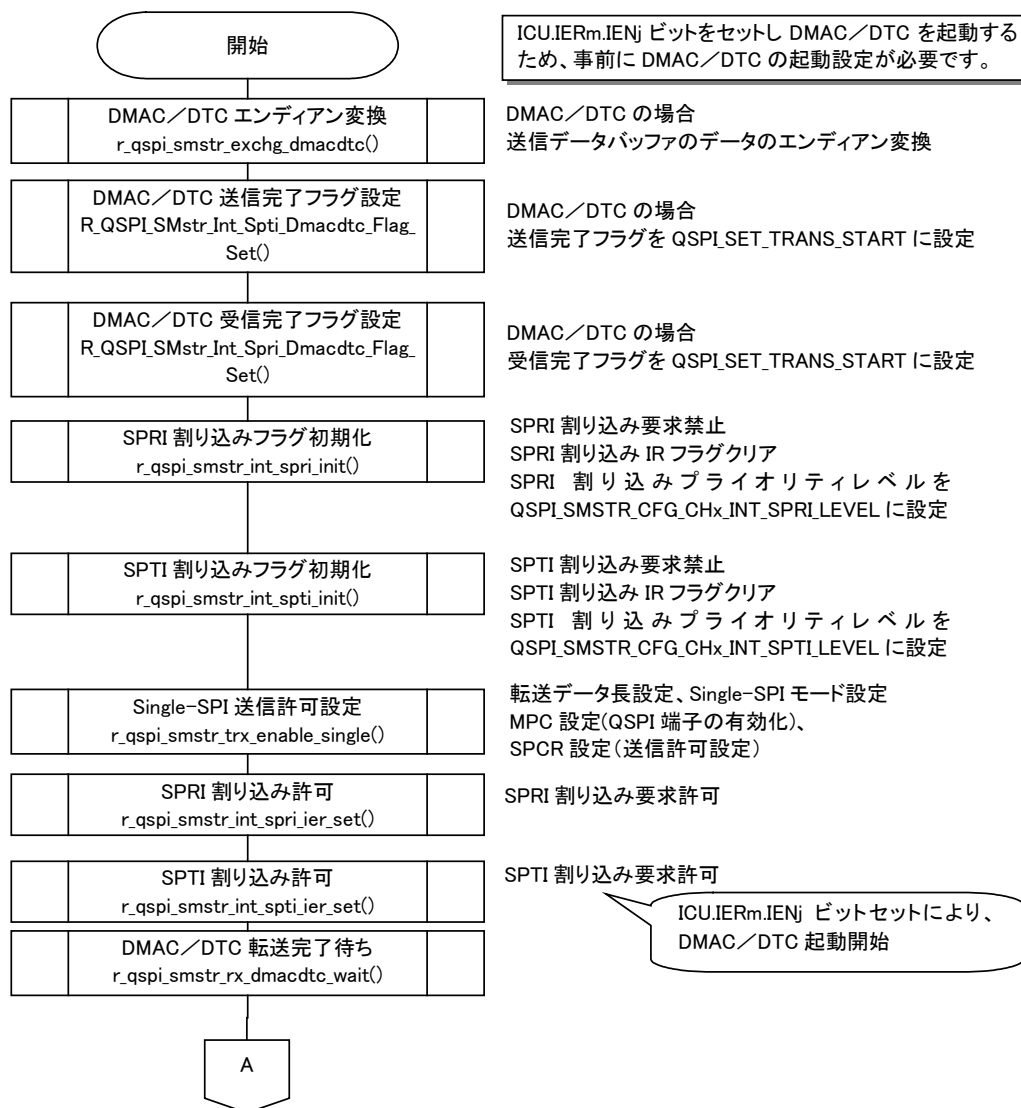 開始
ICU.IERm.IENj ビットをセットし DMAC／DTC を起動する
ため、事前に DMAC／DTC の起動設定が必要です。
DMAC／DTC エンディアン変換
r_qspi_smstr_exchg_dmacdtc()
DMAC／DTC の場合
送信データバッファのデータのエンディアン変換
DMAC／DTC 送信完了フラグ設定
R_QSPI_SMstr_Int_Spti_Dmacdtc_Flag_
Set()
DMAC／DTC の場合
送信完了フラグを QSPI_SET_TRANS_START に設定
DMAC／DTC 受信完了フラグ設定
R_QSPI_SMstr_Int_Spri_Dmacdtc_Flag_
Set()
DMAC／DTC の場合
受信完了フラグを QSPI_SET_TRANS_START に設定
SPRI 割り込みフラグ初期化
r_qspi_smstr_int_spri_init()
SPRI 割り込み要求禁止
SPRI 割り込み IR フラグクリア
SPRI 割り込みプライオリティレベルを
QSPI_SMSTR_CFG_CHx_INT_SPRI_LEVEL に設定
SPTI 割り込みフラグ初期化
r_qspi_smstr_int_spti_init()
SPTI 割り込み要求禁止
SPTI 割り込み IR フラグクリア
SPTI 割り込みプライオリティレベルを
QSPI_SMSTR_CFG_CHx_INT_SPTI_LEVEL に設定
Single-SPI 送信許可設定
r_qspi_smstr_trx_enable_single()
転送データ長設定、Single-SPI モード設定
MPC 設定(QSPI 端子の有効化)、
SPCR 設定（送信許可設定）
SPRI 割り込み許可
r_qspi_smstr_int_spri_ier_set()
SPRI 割り込み要求許可
SPTI 割り込み許可
r_qspi_smstr_int_spti_ier_set()
SPTI 割り込み要求許可
ICU.IERm.IENj ビットセットにより、
DMAC／DTC 起動開始
DMAC／DTC 転送完了待ち
r_qspi_smstr_rx_dmacdtc_wait()
A